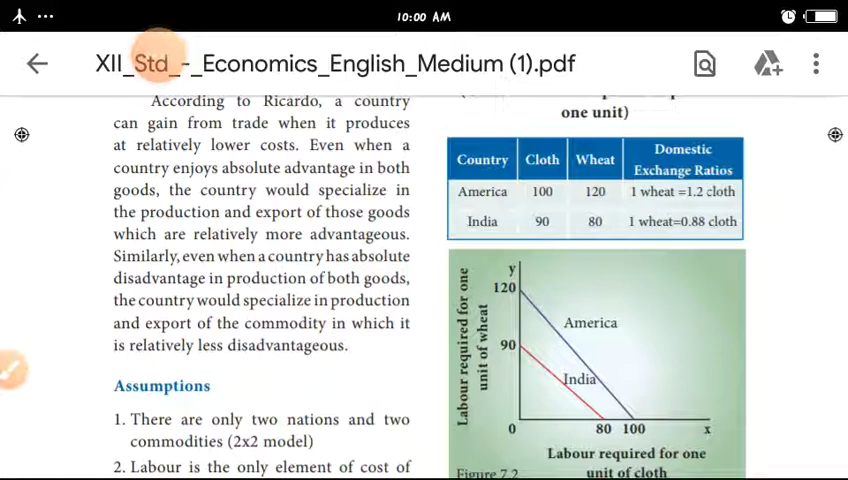 10:00 AM
XII_Std_-_Economics_English_Medium (1).pdf
According to Ricardo, a country
can gain from trade when it produces
at relatively lower costs. Even when a
country enjoys absolute advantage in both
goods, the country would specialize in
the production and export of those goods
which are relatively more advantageous.
Similarly, even when a country has absolute
disadvantage in production of both goods,
the country would specialize in production
and export of the commodity in which it
is relatively less disadvantageous.
Assumptions
1. There are only two nations and two
commodities (2x2 model)
2. Labour is the only element of cost of
one unit)
Country Cloth Wheat Domestic
Exchange Ratios
America 100 120 1 wheat =1.2 cloth
India 90 80 1 wheat=0.88 cloth
Labour required for one
unit of wheat
y
120
America
90
India
0 80 100 x
Labour required for one
unit of cloth
Figure 7.2